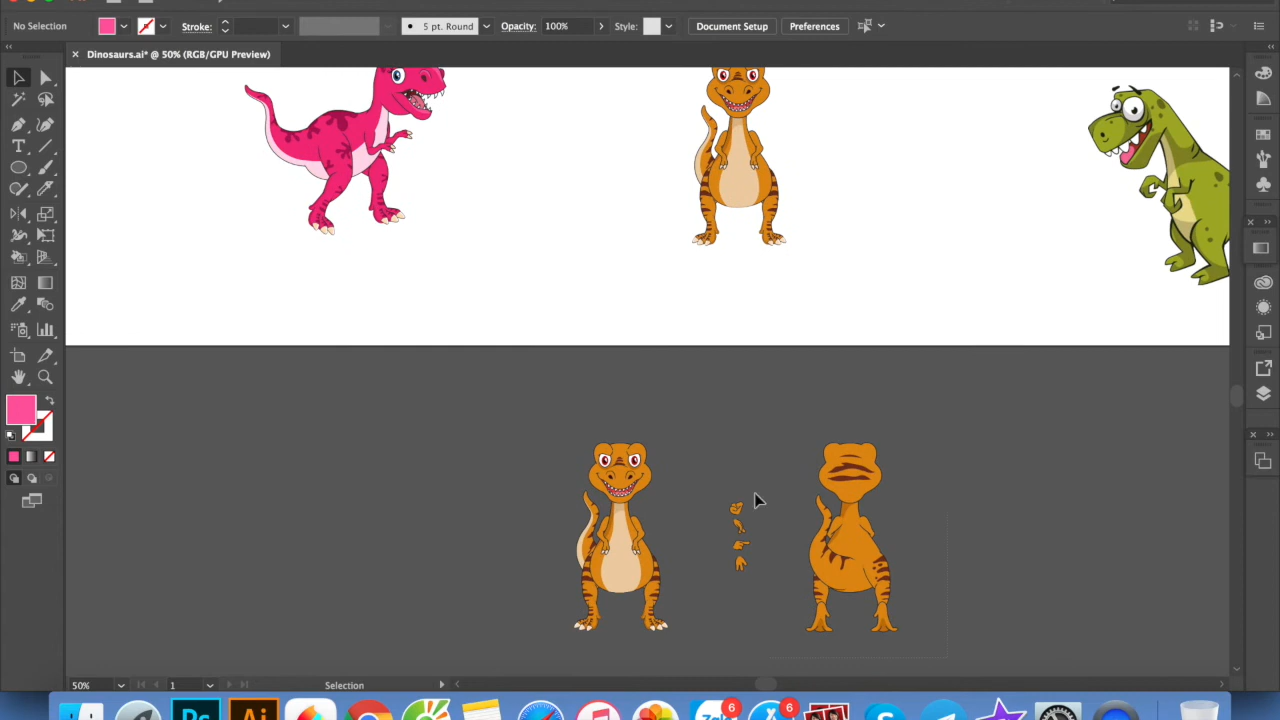 No Selection
Stroke:
5 pt. Round
Opacity:
100%
Style:
Document Setup
Preferences
Dinosaurs.ai* @ 50% (RGB/GPU Preview)
50%
1
Selection
Ps
Ai
6
6